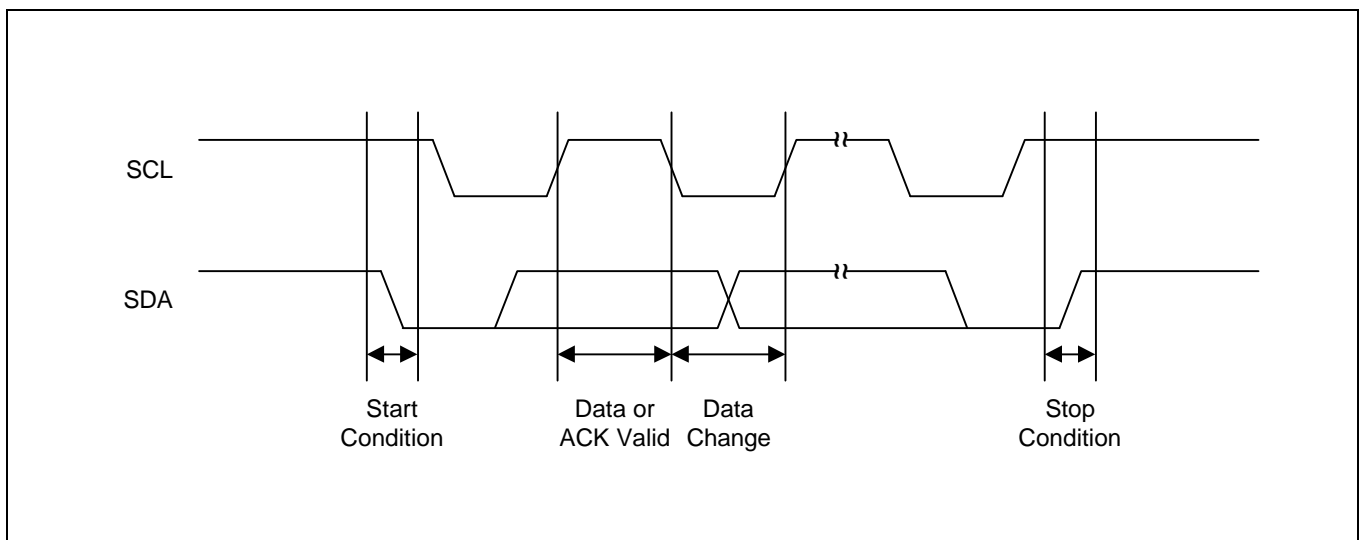 SCL
SDA
Start
Condition
Data or
ACK Valid
Data
Change
Stop
Condition